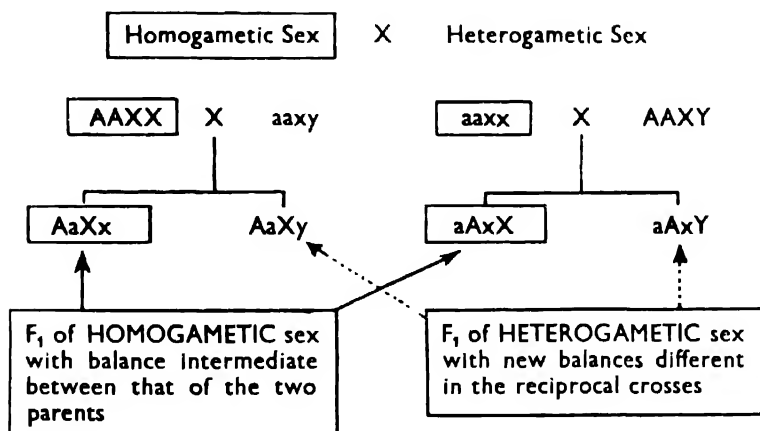 Homogametic Sex X Heterogametic Sex
AAXX X aaxy aaxx X AAXY
AaXx AaXy aAxX aAxY
F₁ of HOMOGAMETIC sex
with balance intermediate
between that of the two
parents
F₁ of HETEROGAMETIC sex
with new balances different
in the reciprocal crosses